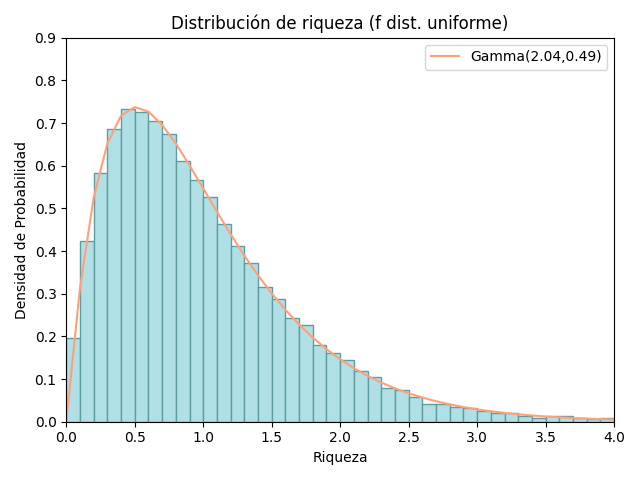 Distribución de riqueza (f dist. uniforme)
Gamma(2.04,0.49)
Densidad de Probabilidad
0.9
0.8
0.7
0.6
0.5
0.4
0.3
0.2
0.1
0.0
0.0 0.5 1.0 1.5 2.0 2.5 3.0 3.5 4.0
Riqueza